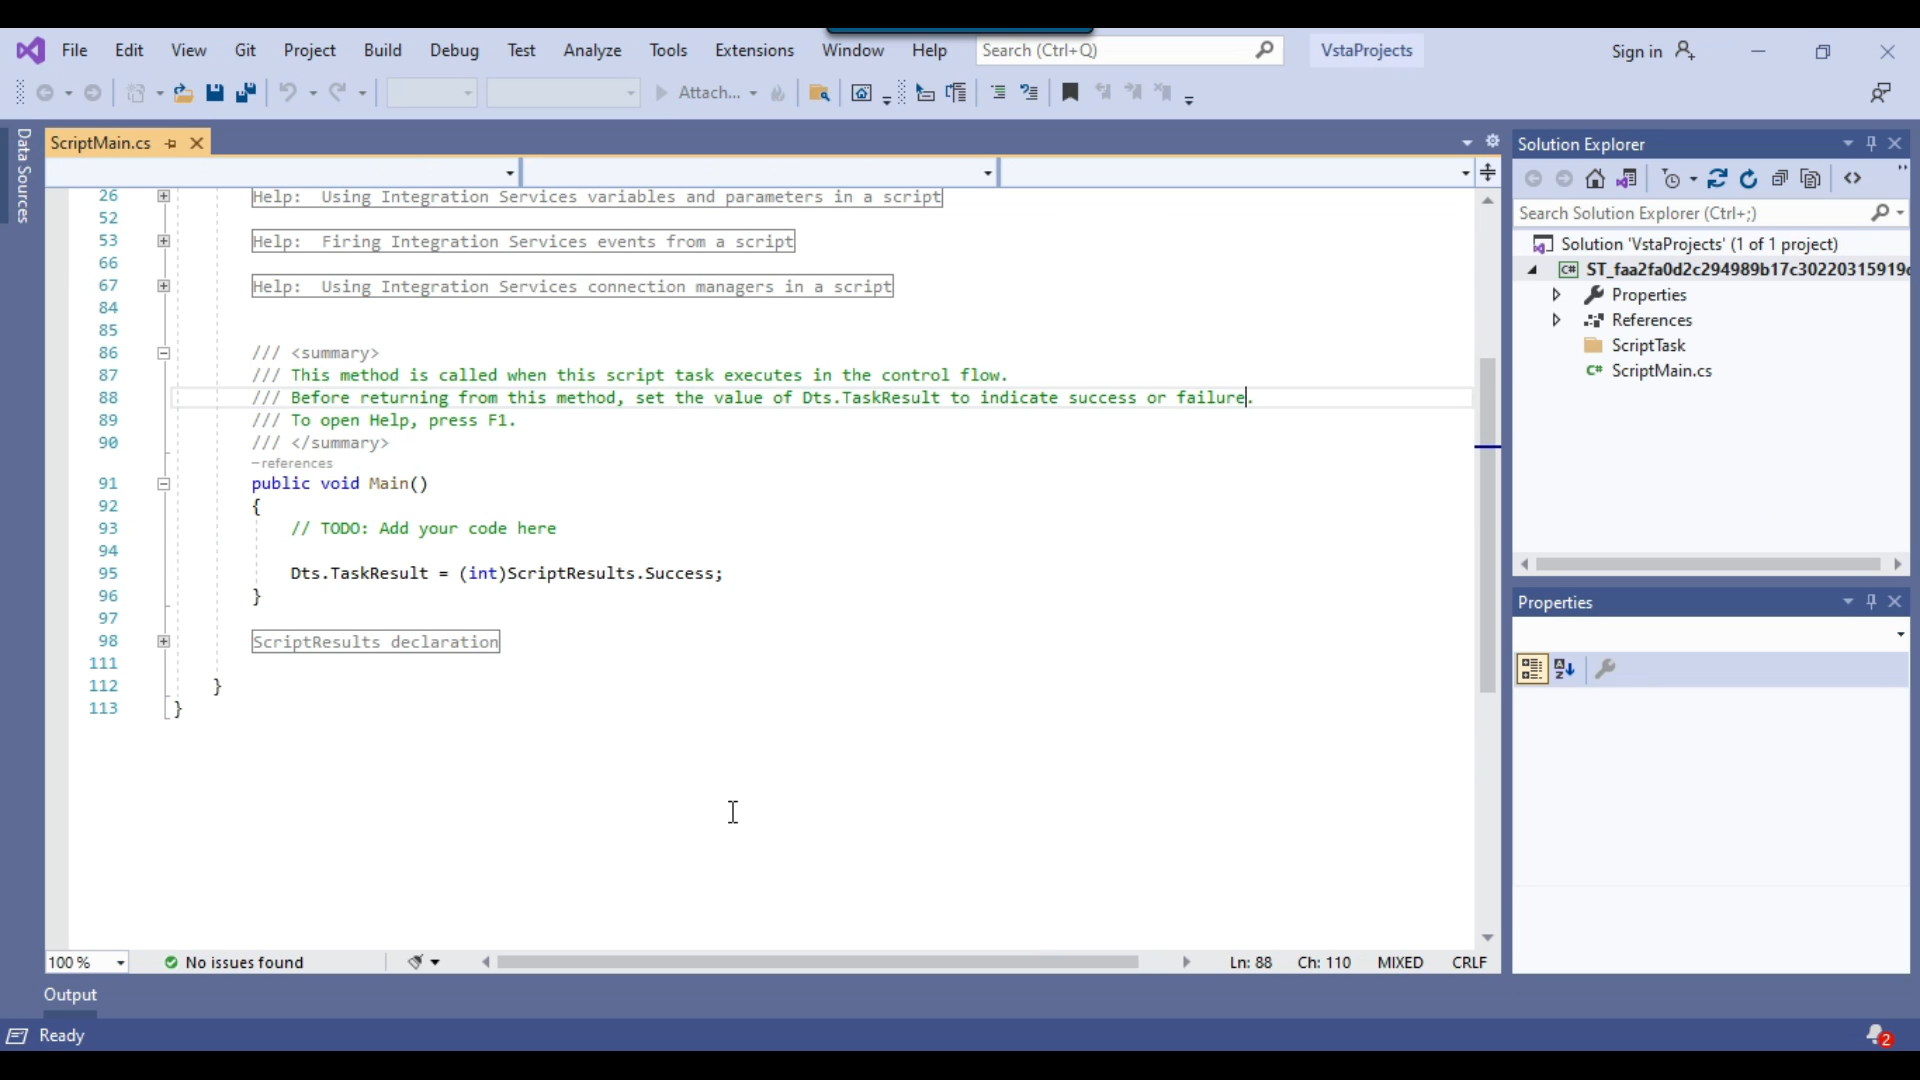 File Edit View Git Project Build Debug Test Analyze Tools Extensions Window Help Search (Ctrl+Q) VstaProjects Sign in
Attach...
Data Sources
ScriptMain.cs
26 Help:  Using Integration Services variables and parameters in a script
52
53 Help:  Firing Integration Services events from a script
66
67 Help:  Using Integration Services connection managers in a script
84
85
86 /// <summary>
87 /// This method is called when this script task executes in the control flow.
88 /// Before returning from this method, set the value of Dts.TaskResult to indicate success or failure.
89 /// To open Help, press F1.
90 /// </summary>
–references
91 public void Main()
92 {
93 // TODO: Add your code here
94
95 Dts.TaskResult = (int)ScriptResults.Success;
96 }
97
98 ScriptResults declaration
111
112 }
113 }
100 % No issues found Ln: 88 Ch: 110 MIXED CRLF
Solution Explorer
Search Solution Explorer (Ctrl+;)
Solution 'VstaProjects' (1 of 1 project)
C# ST_faa2fa0d2c294989b17c30220315919
Properties
References
ScriptTask
C# ScriptMain.cs
Properties
Output
Ready
2